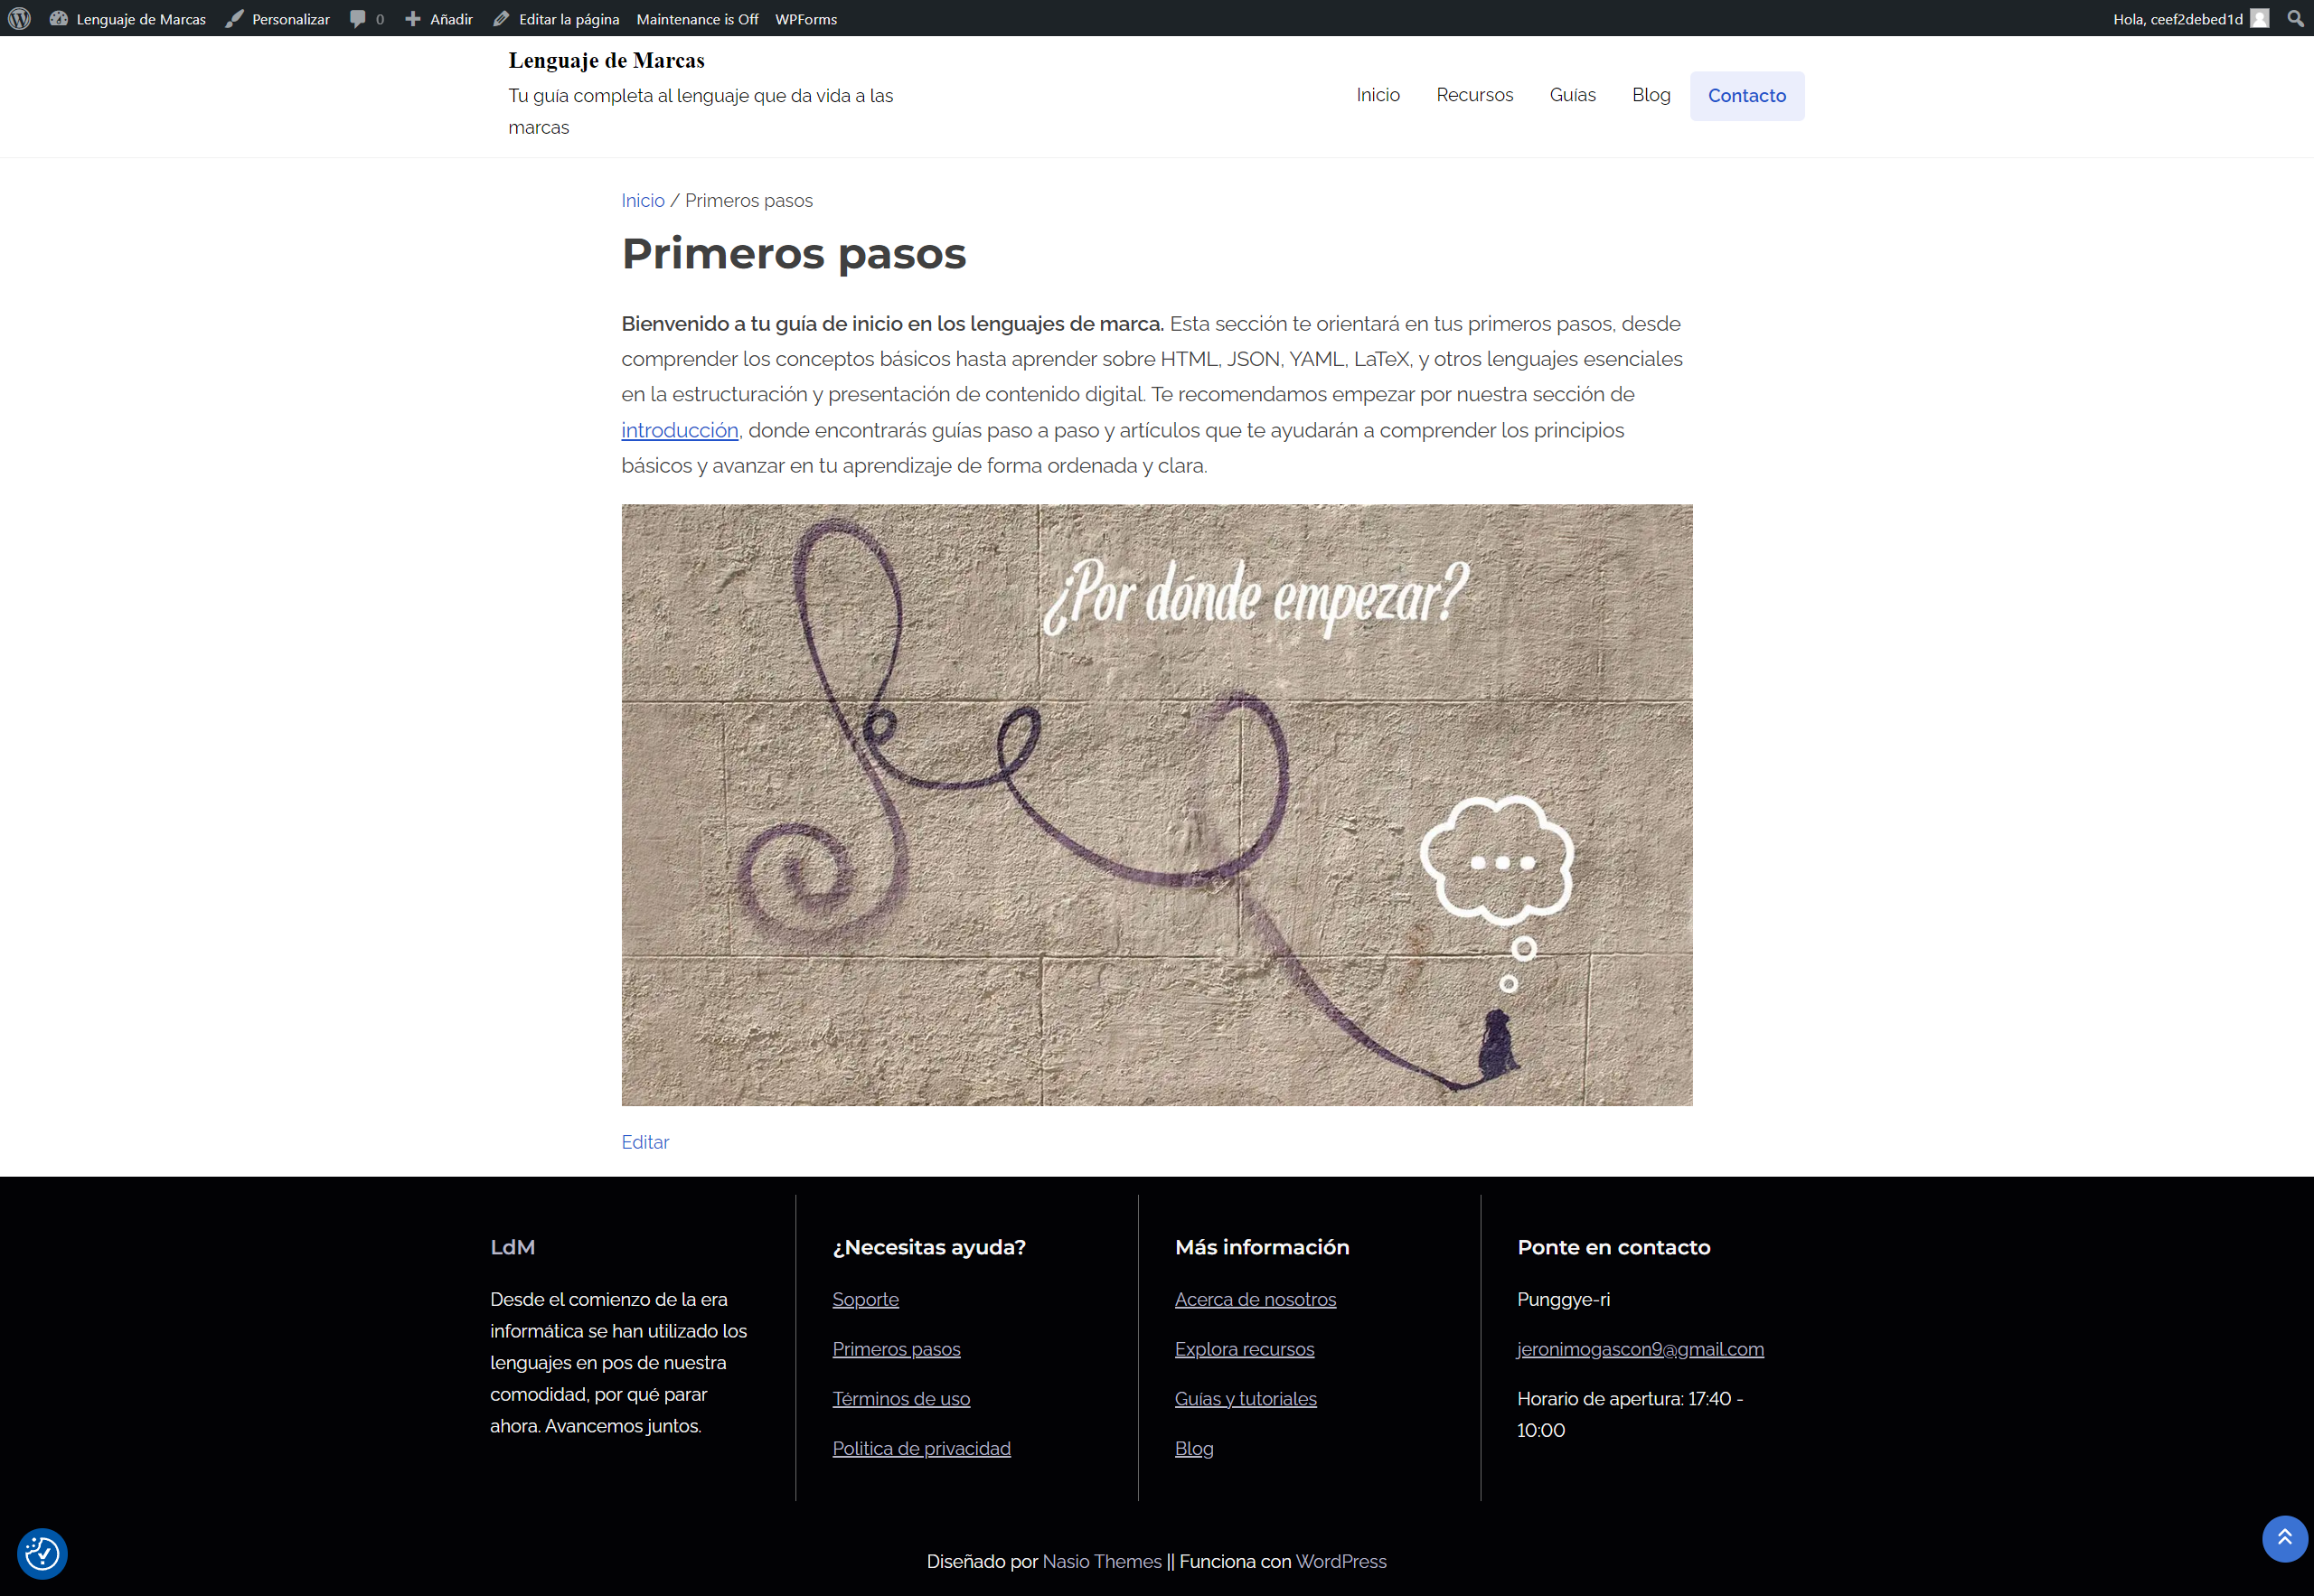 Lenguaje de Marcas
Personalizar
0
Añadir
Editar la página
Maintenance is Off
WPForms
Hola, ceef2debed1d
Lenguaje de Marcas
Tu guía completa al lenguaje que da vida a las
marcas
Inicio
Recursos
Guías
Blog
Contacto
Inicio / Primeros pasos
Primeros pasos
Bienvenido a tu guía de inicio en los lenguajes de marca. Esta sección te orientará en tus primeros pasos, desde
comprender los conceptos básicos hasta aprender sobre HTML, JSON, YAML, LaTeX, y otros lenguajes esenciales
en la estructuración y presentación de contenido digital. Te recomendamos empezar por nuestra sección de
introducción, donde encontrarás guías paso a paso y artículos que te ayudarán a comprender los principios
básicos y avanzar en tu aprendizaje de forma ordenada y clara.
¿Por dónde empezar?
Editar
LdM
Desde el comienzo de la era
informática se han utilizado los
lenguajes en pos de nuestra
comodidad, por qué parar
ahora. Avancemos juntos.
¿Necesitas ayuda?
Soporte
Primeros pasos
Términos de uso
Politica de privacidad
Más información
Acerca de nosotros
Explora recursos
Guías y tutoriales
Blog
Ponte en contacto
Punggye-ri
jeronimogascon9@gmail.com
Horario de apertura: 17:40 -
10:00
Diseñado por Nasio Themes || Funciona con WordPress